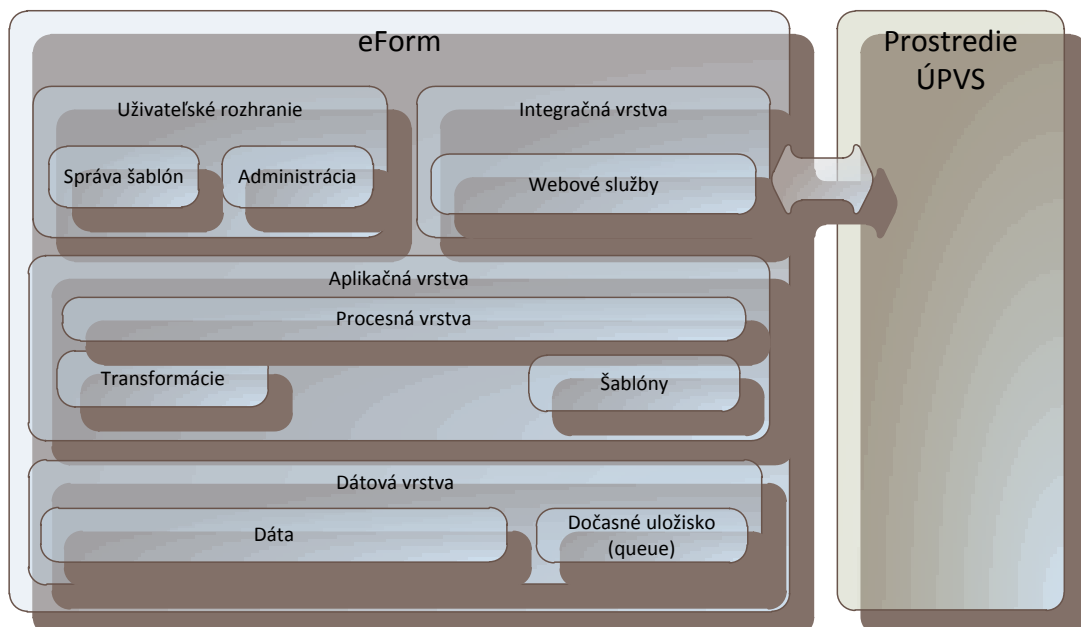 eForm
Užívateľské rozhranie
Správa šablón
Administrácia
Integračná vrstva
Webové služby
Aplikačná vrstva
Procesná vrstva
Transformácie
Šablóny
Dátová vrstva
Dáta
Dočasné uložisko
(queue)
Prostredie
ÚPVS